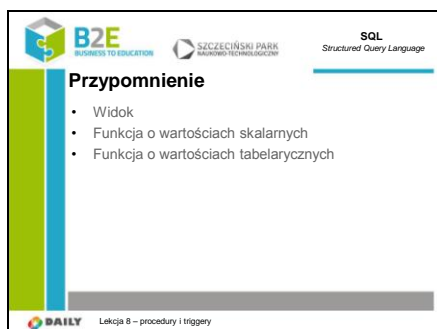 B2E
BUSINESS TO EDUCATION
SZCZECIŃSKI PARK
NAUKOWO-TECHNOLOGICZNY
SQL
Structured Query Language
Przypomnienie
• Widok
• Funkcja o wartościach skalarnych
• Funkcja o wartościach tabelarycznych
DAILY
Lekcja 8 – procedury i triggery